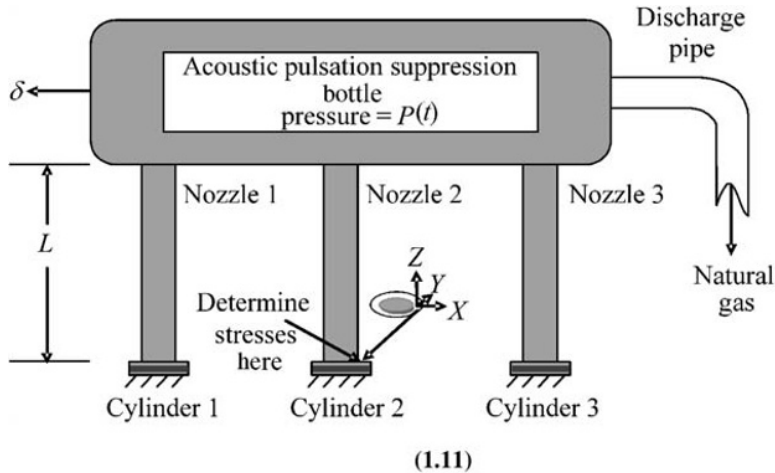 Discharge
pipe
Acoustic pulsation suppression
bottle
pressure = P(t)
δ
Nozzle 1
Nozzle 2
Nozzle 3
L
Z
Y
X
Determine
stresses
here
Natural
gas
Cylinder 1
Cylinder 2
Cylinder 3
(1.11)